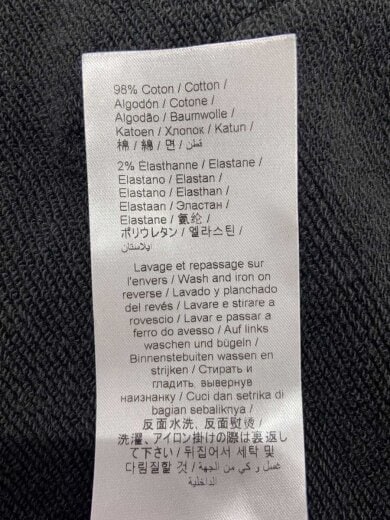 98% Coton / Cotton /
Algodón / Cotone /
Algodão / Baumwolle /
Katoen / Хлопок / Katun /
棉 / 綿 / 면 / قطن /
2% Élasthanne / Elastane /
Elastano / Elastan /
Elastano / Elasthan /
Elastaan / Эластан /
Elastane / 氨纶 /
ポリウレタン / 엘라스틴 /
إيلاستان
Lavage et repassage sur
l'envers / Wash and iron on
reverse / Lavado y planchado
del revés / Lavare e stirare a
rovescio / Lavar e passar a
ferro do avesso / Auf links
waschen und bügeln /
Binnenstebuiten wassen en
strijken / Стирать и
гладить, вывернув
наизнанку / Cuci dan setrika di
bagian sebaliknya /
反面水洗, 反面熨烫 /
洗濯、アイロン掛けの際は裏返し
て下さい / 뒤집어서 세탁 및
다림질할 것 / غسل و كي من الجهة
الداخلية